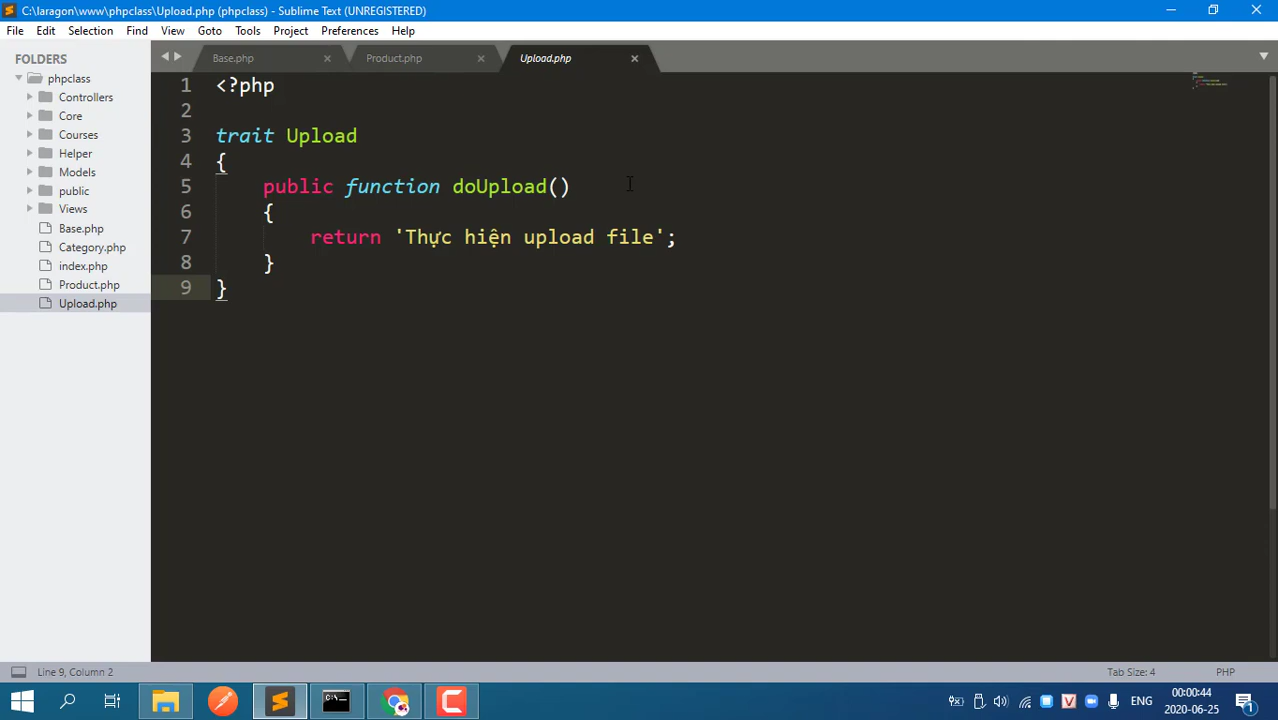 C:\laragon\www\phpclass\Upload.php (phpclass) - Sublime Text (UNREGISTERED)
File Edit Selection Find View Goto Tools Project Preferences Help
FOLDERS
phpclass
Controllers
Core
Courses
Helper
Models
public
Views
Base.php
Category.php
index.php
Product.php
Upload.php
Base.php Product.php Upload.php
1 <?php
2
3 trait Upload
4 {
5 public function doUpload()
6 {
7 return 'Thực hiện upload file';
8 }
9 }
Line 9, Column 2 Tab Size: 4 PHP
ENG
00:00:44
2020-06-25